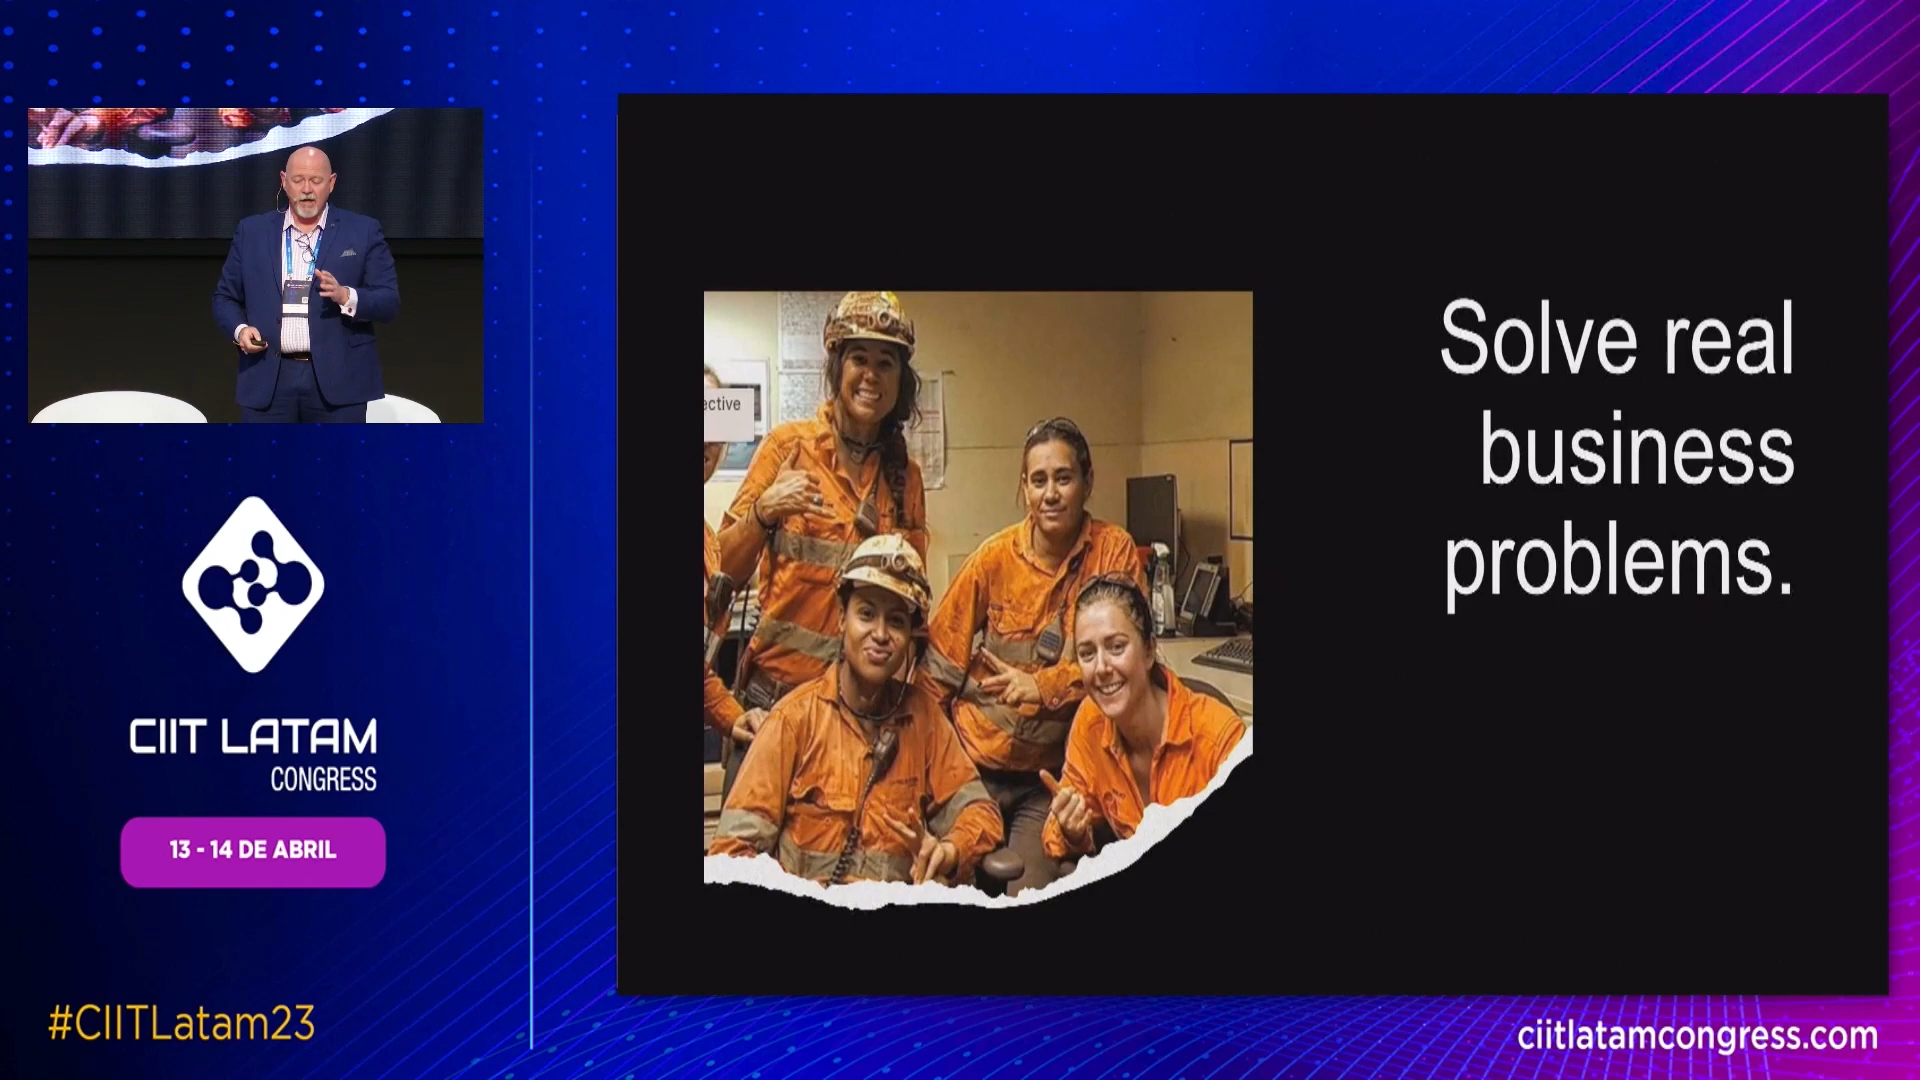 CIIT LATAM
CONGRESS
13 - 14 DE ABRIL
#CIITLatam23
ective
Solve real
business
problems.
ciitlatamcongress.com